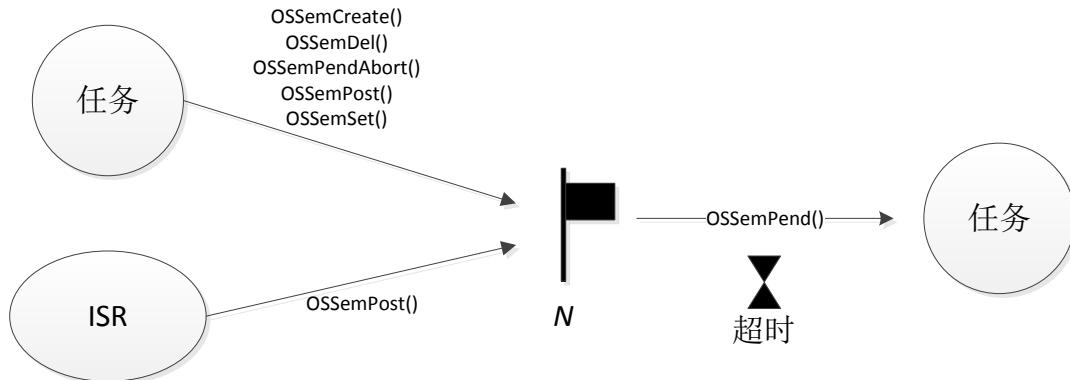 OSSemCreate()
OSSemDel()
OSSemPendAbort()
OSSemPost()
OSSemSet()
任务
OSSemPend()
任务
ISR
OSSemPost()
N
超时